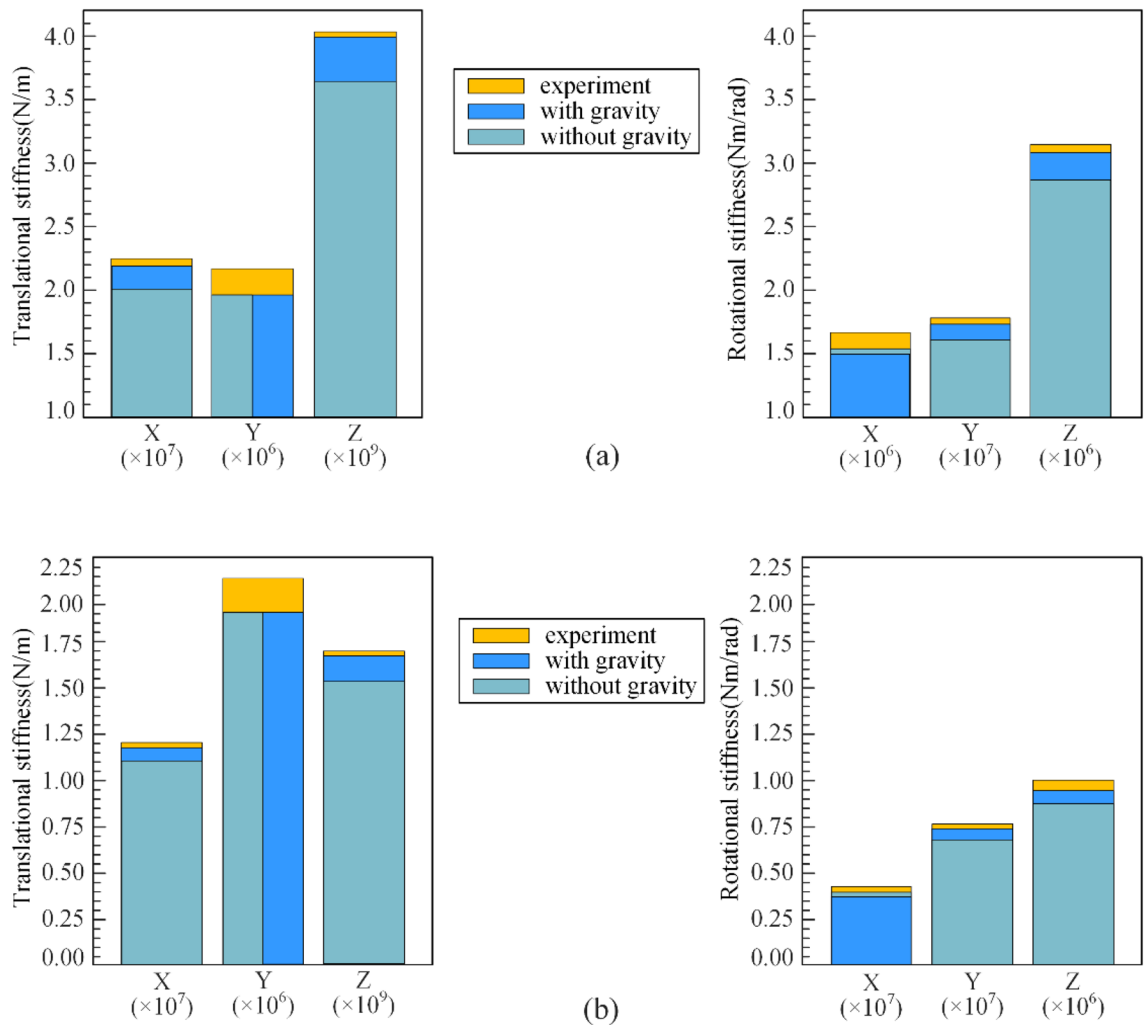 Translational stiffness(N/m)
4.0
3.5
3.0
2.5
2.0
1.5
1.0
X
(×10⁷)
Y
(×10⁶)
Z
(×10⁹)
experiment
with gravity
without gravity
(a)
Rotational stiffness(Nm/rad)
4.0
3.5
3.0
2.5
2.0
1.5
1.0
X
(×10⁶)
Y
(×10⁷)
Z
(×10⁶)
Translational stiffness(N/m)
2.25
2.00
1.75
1.50
1.25
1.00
0.75
0.50
0.25
0.00
X
(×10⁷)
Y
(×10⁶)
Z
(×10⁹)
experiment
with gravity
without gravity
(b)
Rotational stiffness(Nm/rad)
2.25
2.00
1.75
1.50
1.25
1.00
0.75
0.50
0.25
0.00
X
(×10⁷)
Y
(×10⁷)
Z
(×10⁶)